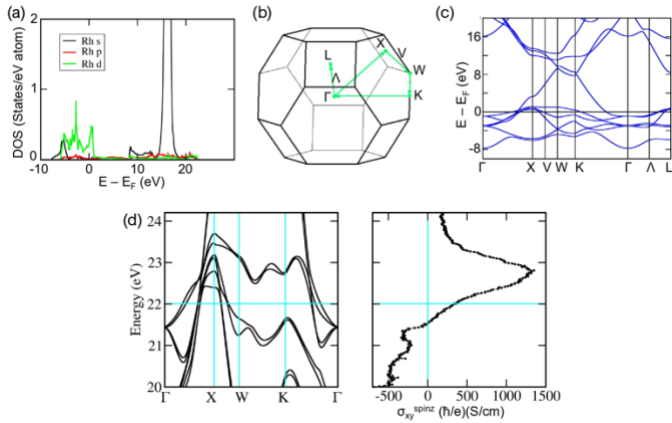 (a)
2
1
0
DOS (States/eV atom)
Rh s
Rh p
Rh d
-10 0 10 20
E − E_F (eV)
(b)
X
V
L
Λ
W
Γ
K
(c)
16
8
0
-8
E − E_F (eV)
Γ X V W K Γ Λ L
(d)
Energy (eV)
24
23
22
21
20
Γ X W K Γ
-500 0 500 1000 1500
σ_xy^spinz (ħ/e)(S/cm)